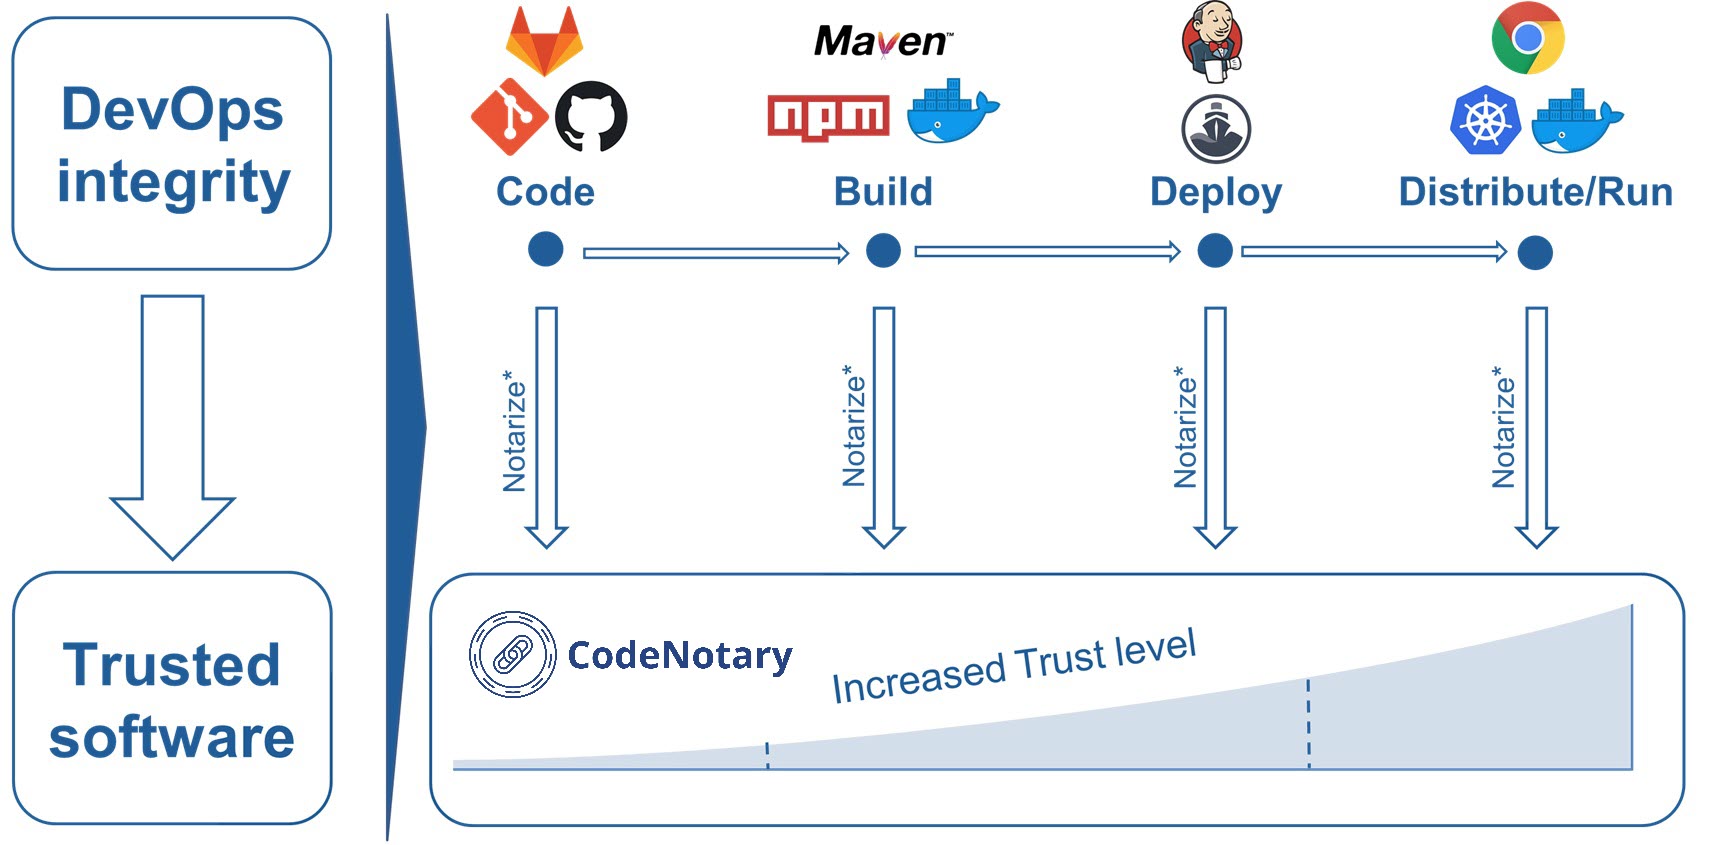 DevOps
integrity
Trusted
software
Maven™
npm
Code
Build
Deploy
Distribute/Run
Notarize*
Notarize*
Notarize*
Notarize*
CodeNotary
Increased Trust level